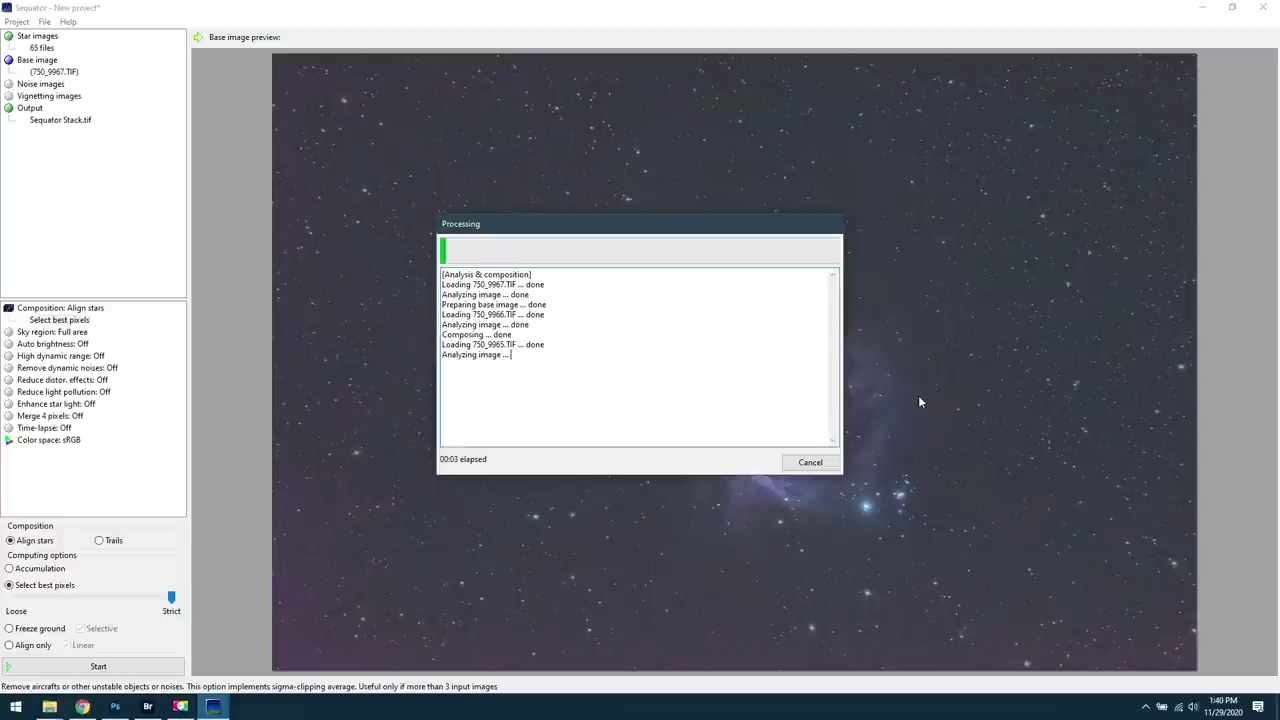 Sequator - New project*
Project File Help
Star images
65 files
Base image
(750_9967.TIF)
Noise images
Vignetting images
Output
Sequator Stack.tif
Base image preview:
Processing
[Analysis & composition]
Loading 750_9967.TIF ... done
Analyzing image ... done
Preparing base image ... done
Loading 750_9966.TIF ... done
Analyzing image ... done
Composing ... done
Loading 750_9965.TIF ... done
Analyzing image ...
00:03 elapsed
Cancel
Composition: Align stars
Select best pixels
Sky region: Full area
Auto brightness: Off
High dynamic range: Off
Remove dynamic noises: Off
Reduce distor. effects: Off
Reduce light pollution: Off
Enhance star light: Off
Merge 4 pixels: Off
Time-lapse: Off
Color space: sRGB
Composition
Align stars Trails
Computing options
Accumulation
Select best pixels
Loose Strict
Freeze ground Selective
Align only Linear
Start
Remove aircrafts or other unstable objects or noises. This option implements sigma-clipping average. Useful only if more than 3 input images
Ps Br
1:40 PM
11/29/2020